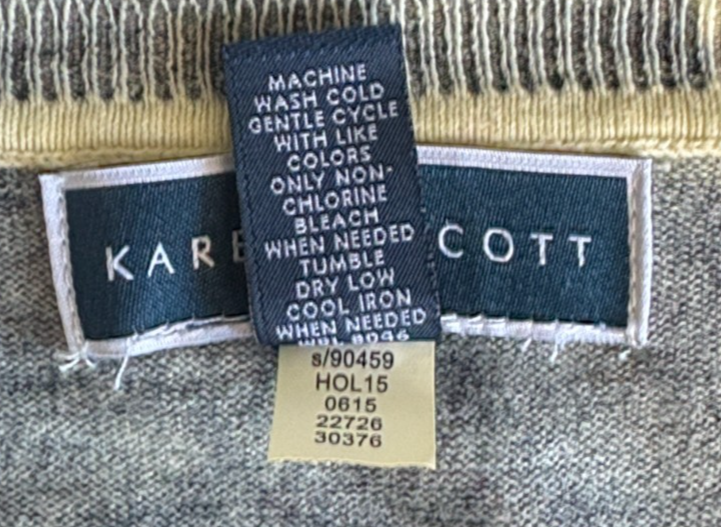 KARE
COTT
MACHINE
WASH COLD
GENTLE CYCLE
WITH LIKE
COLORS
ONLY NON-
CHLORINE
BLEACH
WHEN NEEDED
TUMBLE
DRY LOW
COOL IRON
WHEN NEEDED
s/90459
HOL15
0615
22726
30376